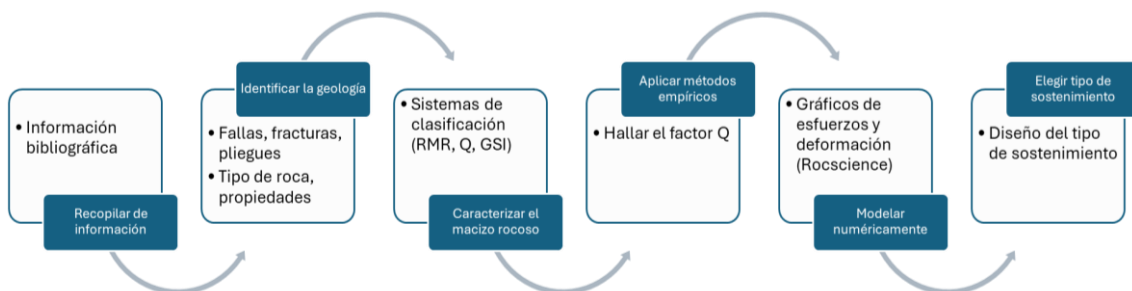 • Información
bibliográfica
Recopilar de
información
Identificar la geología
• Fallas, fracturas,
pliegues
• Tipo de roca,
propiedades
• Sistemas de
clasificación
(RMR, Q, GSI)
Caracterizar el
macizo rocoso
Aplicar métodos
empíricos
• Hallar el factor Q
• Gráficos de
esfuerzos y
deformación
(Rocscience)
Modelar
numéricamente
Elegir tipo de
sostenimiento
• Diseño del tipo
de sostenimiento